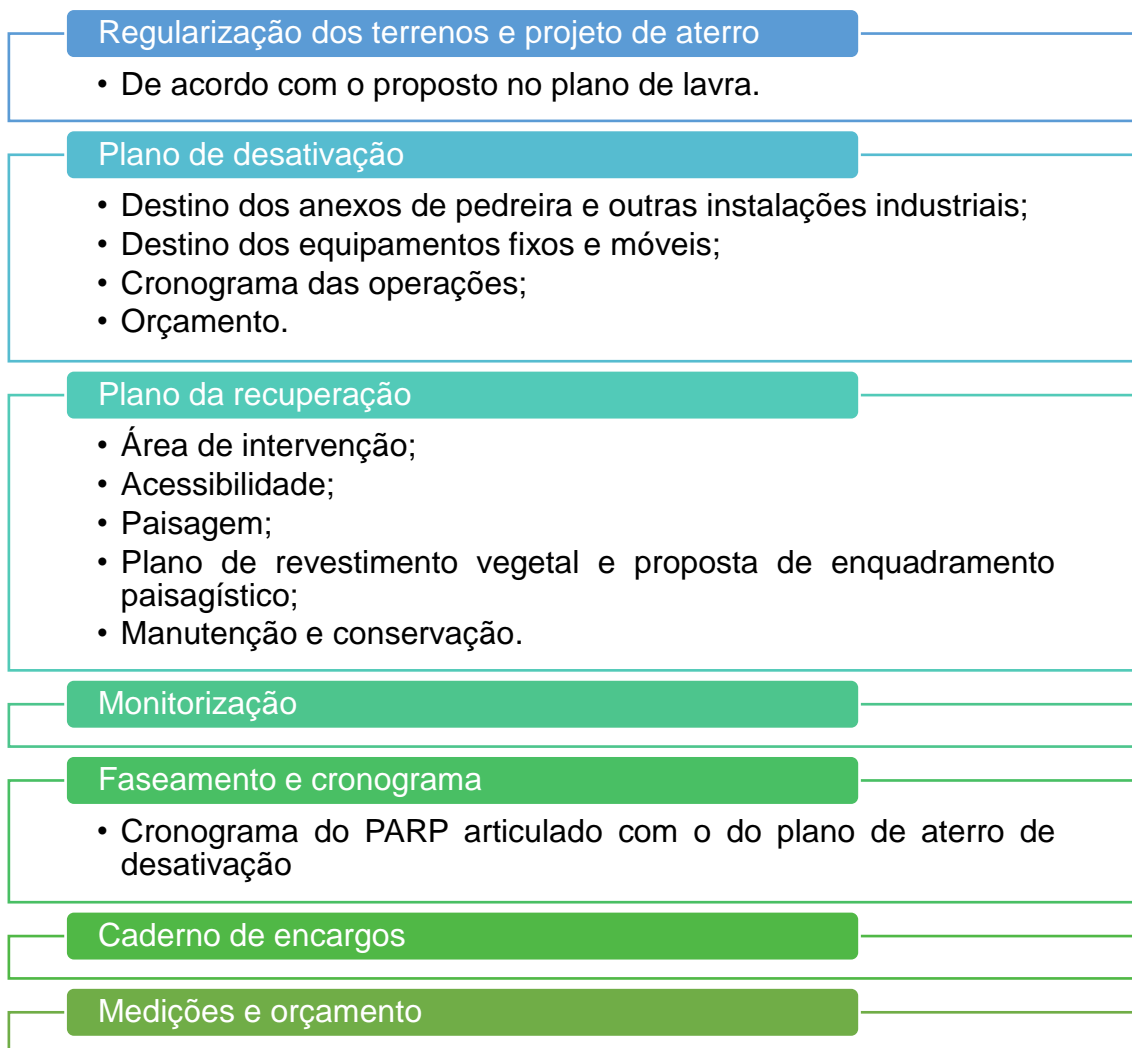 Regularização dos terrenos e projeto de aterro
• De acordo com o proposto no plano de lavra.
Plano de desativação
• Destino dos anexos de pedreira e outras instalações industriais;
• Destino dos equipamentos fixos e móveis;
• Cronograma das operações;
• Orçamento.
Plano da recuperação
• Área de intervenção;
• Acessibilidade;
• Paisagem;
• Plano de revestimento vegetal e proposta de enquadramento
paisagístico;
• Manutenção e conservação.
Monitorização
Faseamento e cronograma
• Cronograma do PARP articulado com o do plano de aterro de
desativação
Caderno de encargos
Medições e orçamento